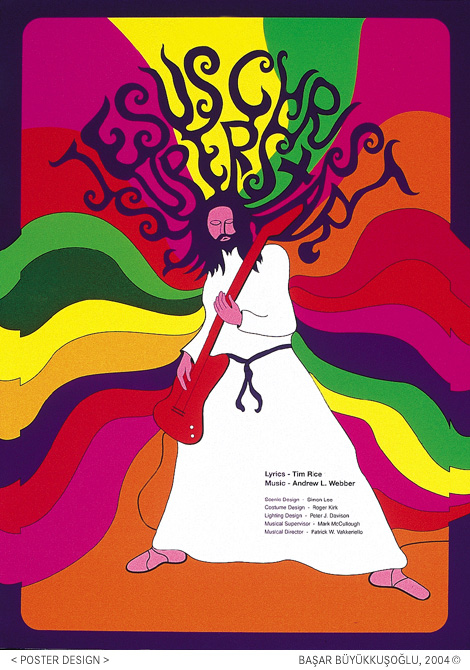 JESUS CHRIST
SUPERSTAR
Lyrics - Tim Rice
Music - Andrew L. Webber
Scenic Design - Simon Lee
Costume Design - Roger Kirk
Lighting Design - Peter J. Davison
Musical Supervisor - Mark McCullough
Musical Director - Patrick W. Vakkeriello
< POSTER DESIGN >
BAŞAR BÜYÜKKUŞOĞLU, 2004 ©